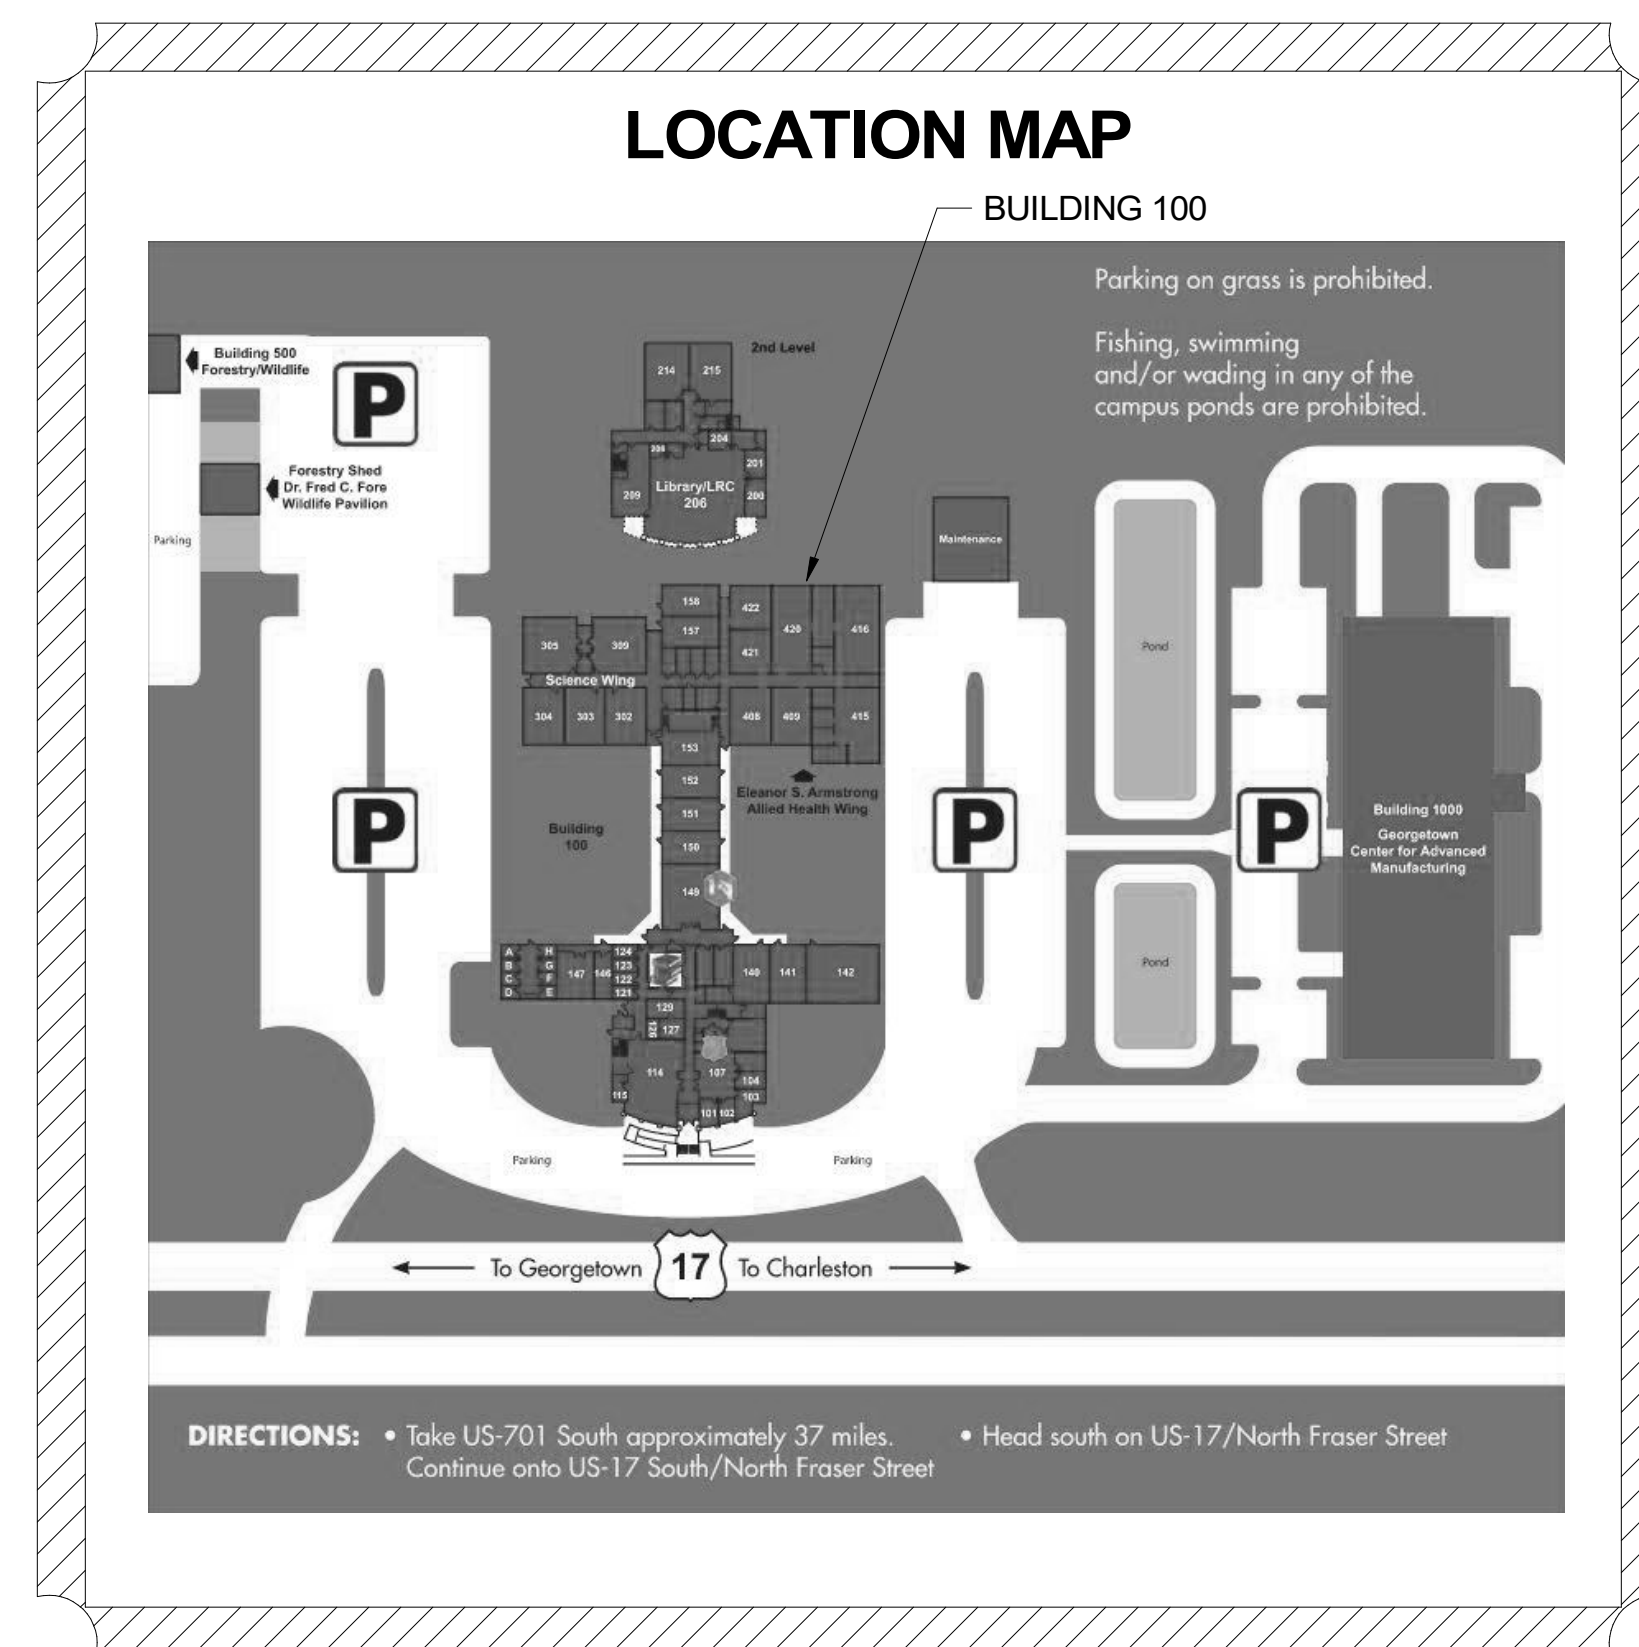 LOCATION MAP
BUILDING 100
Parking on grass is prohibited.
Fishing, swimming
and/or wading in any of the
campus ponds are prohibited.
Building 500
Forestry/Wildlife
P
Forestry Shed
Dr. Fred C. Fore
Wildlife Pavilion
Parking
2nd Level
214 215
204
201
Library/LRC
206
209 200
Maintenance
158 422 420 416
157 421
305 309
Science Wing
304 303 302 408 409 415
153
152
151
150
149
Eleanor S. Armstrong
Allied Health Wing
Building
100
P
P
P
Pond
Pond
Building 1000
Georgetown
Center for Advanced
Manufacturing
A H 124
B G 147 146 123
C F 122
D E 121
140 141 142
129
126 127
114 107 104
115 103
101 102
Parking Parking
To Georgetown 17 To Charleston
DIRECTIONS: • Take US-701 South approximately 37 miles.
Continue onto US-17 South/North Fraser Street
• Head south on US-17/North Fraser Street